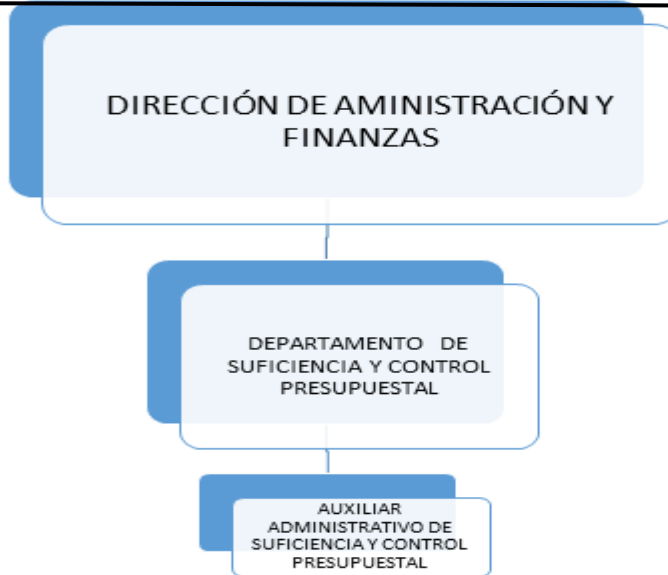 DIRECCIÓN DE AMINISTRACIÓN Y
FINANZAS
DEPARTAMENTO DE
SUFICIENCIA Y CONTROL
PRESUPUESTAL
AUXILIAR
ADMINISTRATIVO DE
SUFICIENCIA Y CONTROL
PRESUPUESTAL